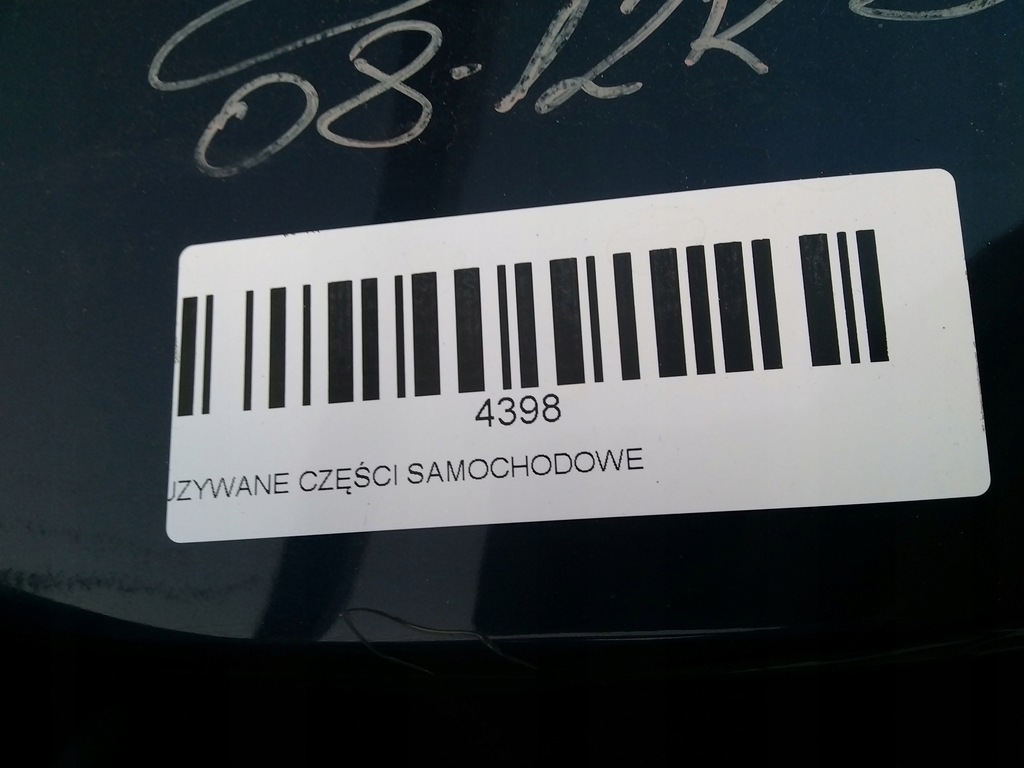 08-12R
4398
UZYWANE CZĘŚCI SAMOCHODOWE